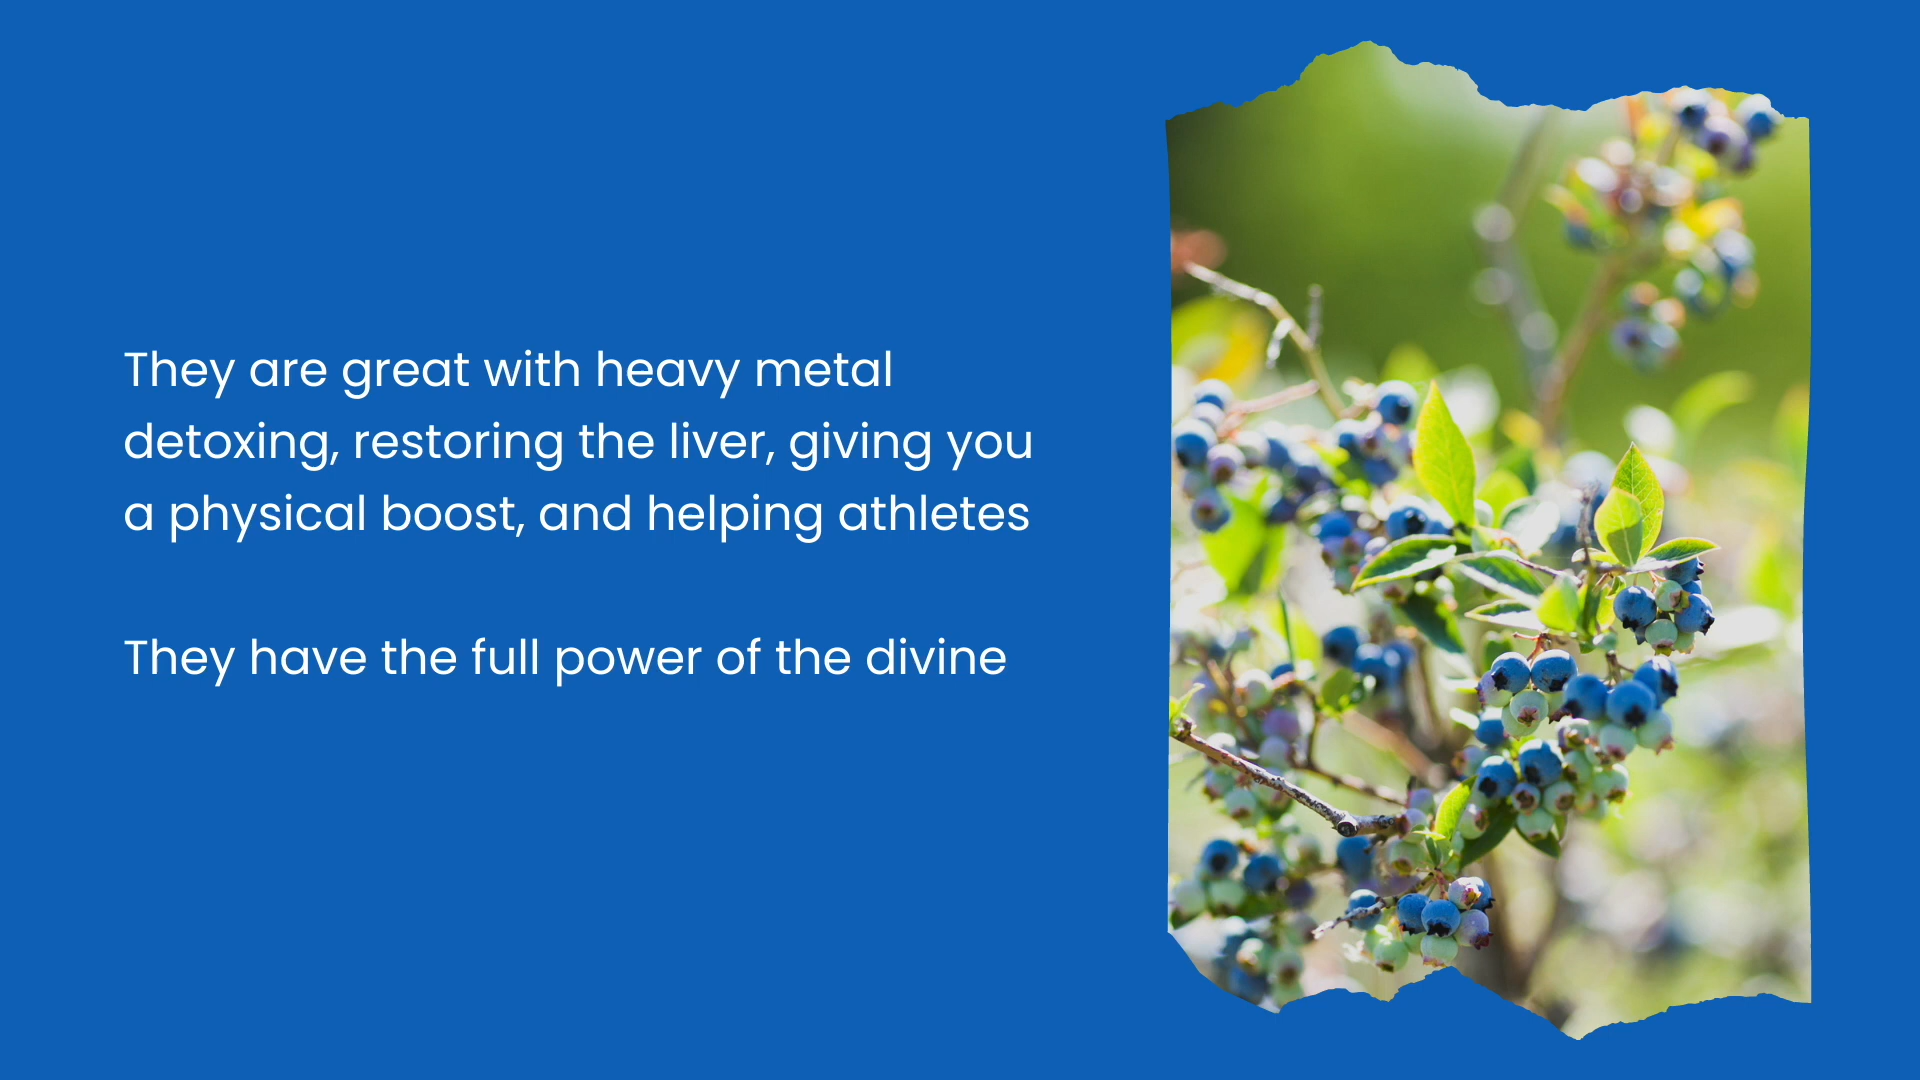 They are great with heavy metal
detoxing, restoring the liver, giving you
a physical boost, and helping athletes
They have the full power of the divine